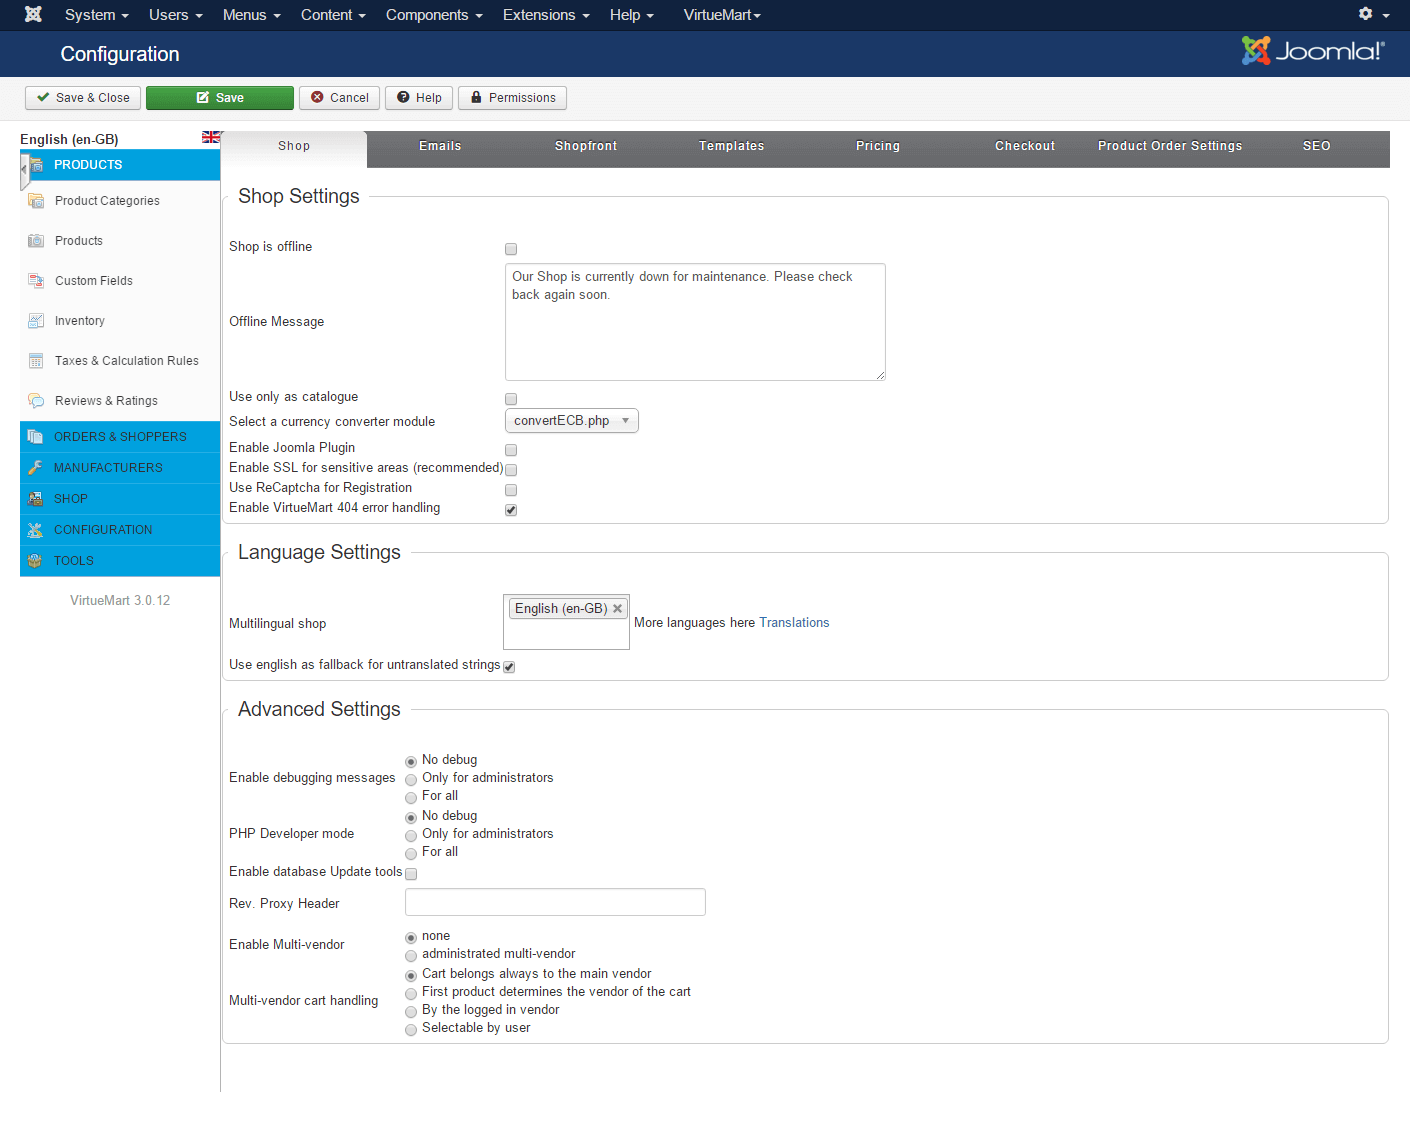 System Users Menus Content Components Extensions Help VirtueMart
Configuration
Joomla!®
Save & Close Save Cancel Help Permissions
English (en-GB)
PRODUCTS
Product Categories
Products
Custom Fields
Inventory
Taxes & Calculation Rules
Reviews & Ratings
ORDERS & SHOPPERS
MANUFACTURERS
SHOP
CONFIGURATION
TOOLS
VirtueMart 3.0.12
Shop Emails Shopfront Templates Pricing Checkout Product Order Settings SEO
Shop Settings
Shop is offline
Offline Message
Our Shop is currently down for maintenance. Please check
back again soon.
Use only as catalogue
Select a currency converter module convertECB.php
Enable Joomla Plugin
Enable SSL for sensitive areas (recommended)
Use ReCaptcha for Registration
Enable VirtueMart 404 error handling
Language Settings
Multilingual shop English (en-GB) More languages here Translations
Use english as fallback for untranslated strings
Advanced Settings
Enable debugging messages
No debug
Only for administrators
For all
PHP Developer mode
No debug
Only for administrators
For all
Enable database Update tools
Rev. Proxy Header
Enable Multi-vendor
none
administrated multi-vendor
Multi-vendor cart handling
Cart belongs always to the main vendor
First product determines the vendor of the cart
By the logged in vendor
Selectable by user